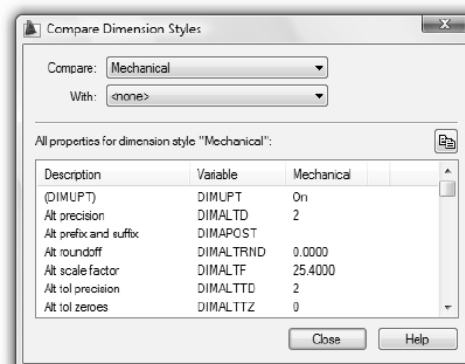 Compare Dimension Styles
Compare: Mechanical
With: <none>
All properties for dimension style "Mechanical":
Description Variable Mechanical
(DIMUPT) DIMUPT On
Alt precision DIMALTD 2
Alt prefix and suffix DIMAPOST
Alt roundoff DIMALTRND 0.0000
Alt scale factor DIMALTF 25.4000
Alt tol precision DIMALTTD 2
Alt tol zeroes DIMALTTZ 0
Close Help